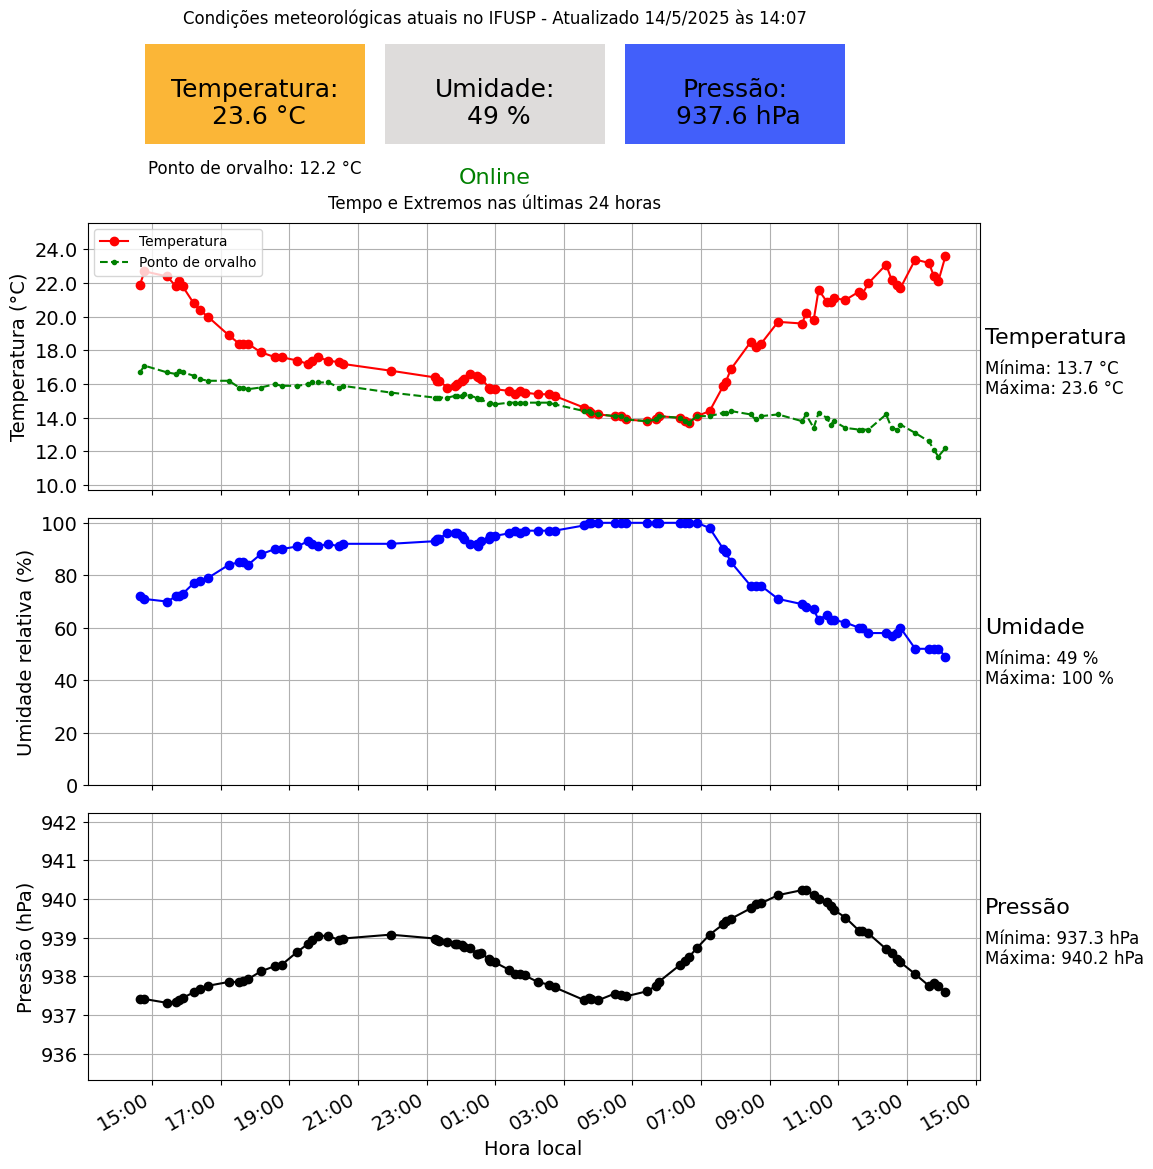 Condições meteorológicas atuais no IFUSP - Atualizado 14/5/2025 às 14:07
Temperatura:
23.6 °C
Umidade:
49 %
Pressão:
937.6 hPa
Ponto de orvalho: 12.2 °C
Online
Tempo e Extremos nas últimas 24 horas
Temperatura
Ponto de orvalho
Temperatura (°C)
24.0
22.0
20.0
18.0
16.0
14.0
12.0
10.0
Temperatura
Mínima: 13.7 °C
Máxima: 23.6 °C
Umidade relativa (%)
100
80
60
40
20
0
Umidade
Mínima: 49 %
Máxima: 100 %
Pressão (hPa)
942
941
940
939
938
937
936
Pressão
Mínima: 937.3 hPa
Máxima: 940.2 hPa
15:00
17:00
19:00
21:00
23:00
01:00
03:00
05:00
07:00
09:00
11:00
13:00
15:00
Hora local